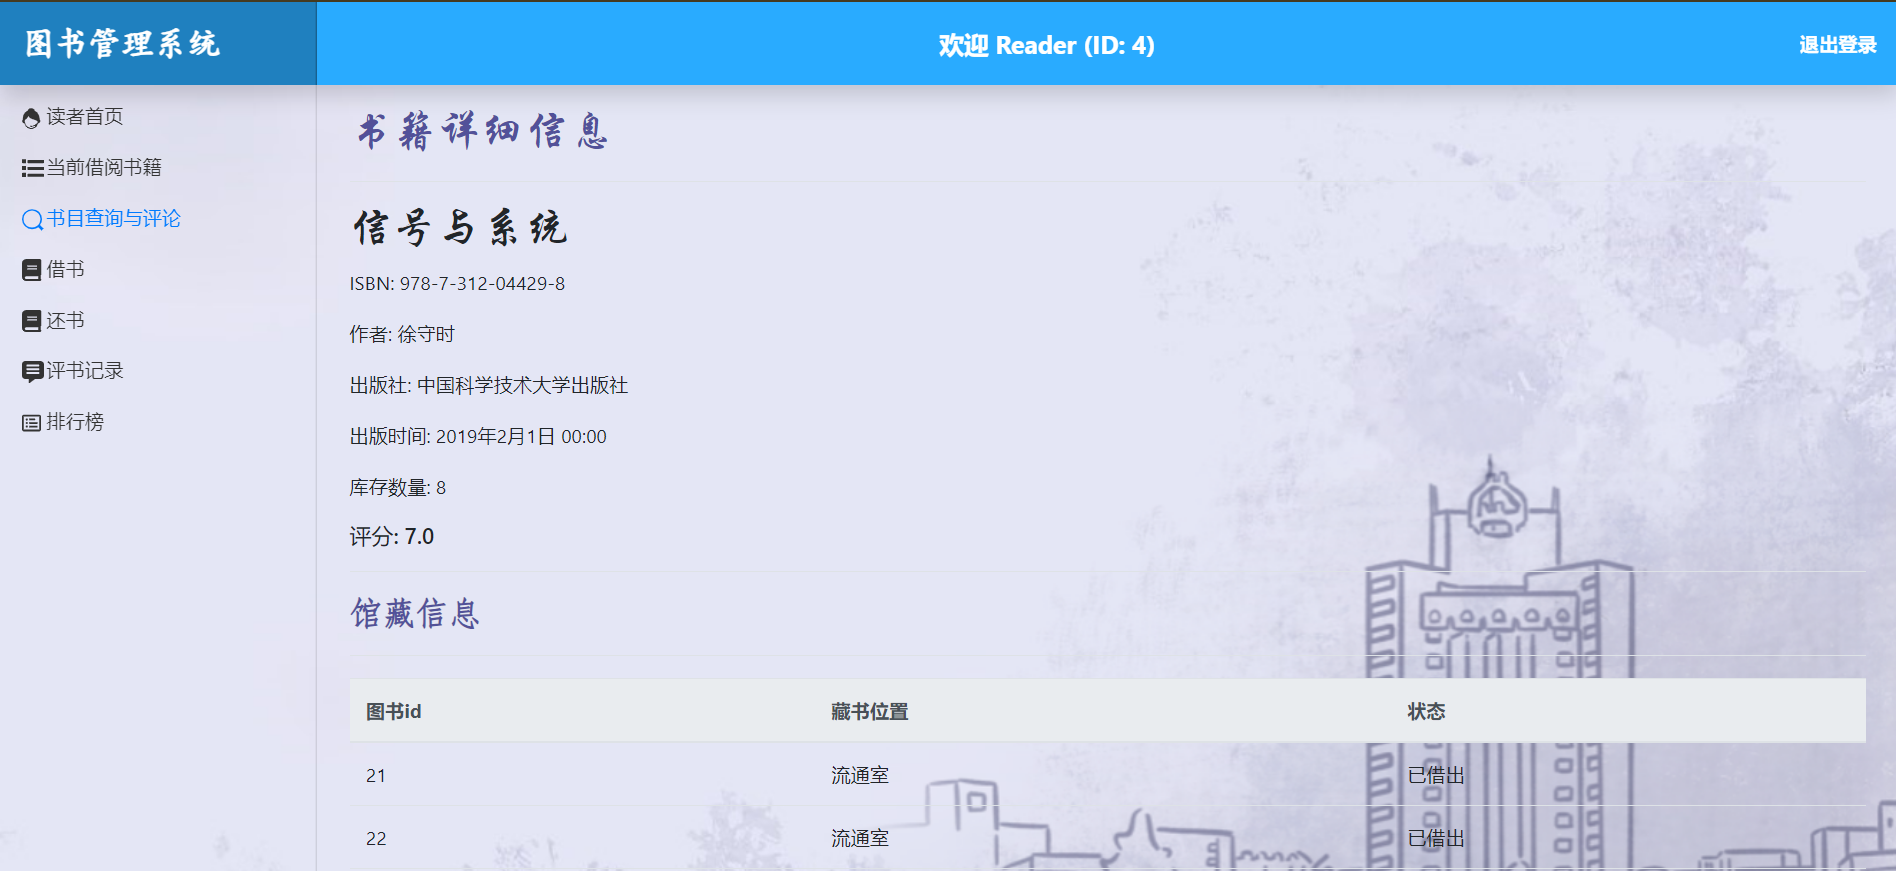 图书管理系统
欢迎 Reader (ID: 4)
退出登录
读者首页
当前借阅书籍
书目查询与评论
借书
还书
评书记录
排行榜
书籍详细信息
信号与系统
ISBN: 978-7-312-04429-8
作者: 徐守时
出版社: 中国科学技术大学出版社
出版时间: 2019年2月1日 00:00
库存数量: 8
评分: 7.0
馆藏信息
图书id 藏书位置 状态
21 流通室 已借出
22 流通室 已借出